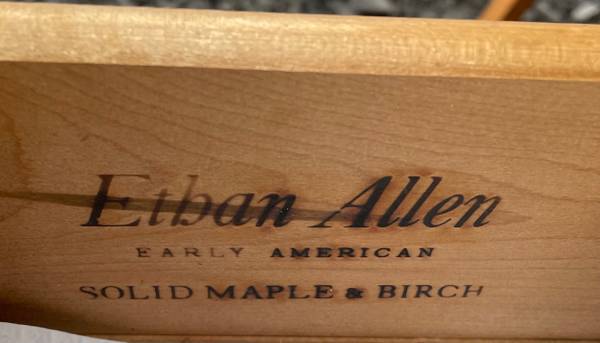 Ethan Allen
EARLY AMERICAN
SOLID MAPLE & BIRCH